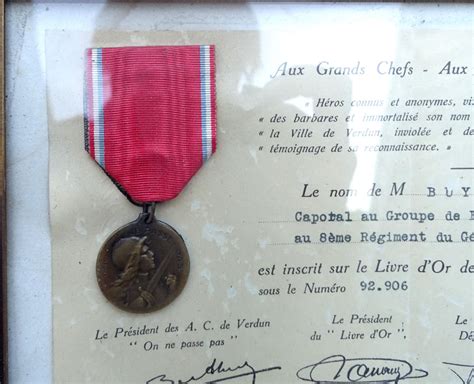 Aux Grands Chefs - Aux
"Héros connus et anonymes, vi
" des barbares et immortalisé son nom
" la Ville de Verdun, inviolée et de
" témoignage de sa reconnaissance.
Le nom de M BUY
Caporal au Groupe de
au 8ème Régiment du Gé
est inscrit sur le Livre d'Or de
sous le Numéro 92.906
Le Président des A. C. de Verdun
" On ne passe pas "
Le Président
du "Livre d'Or"
Le
Dé